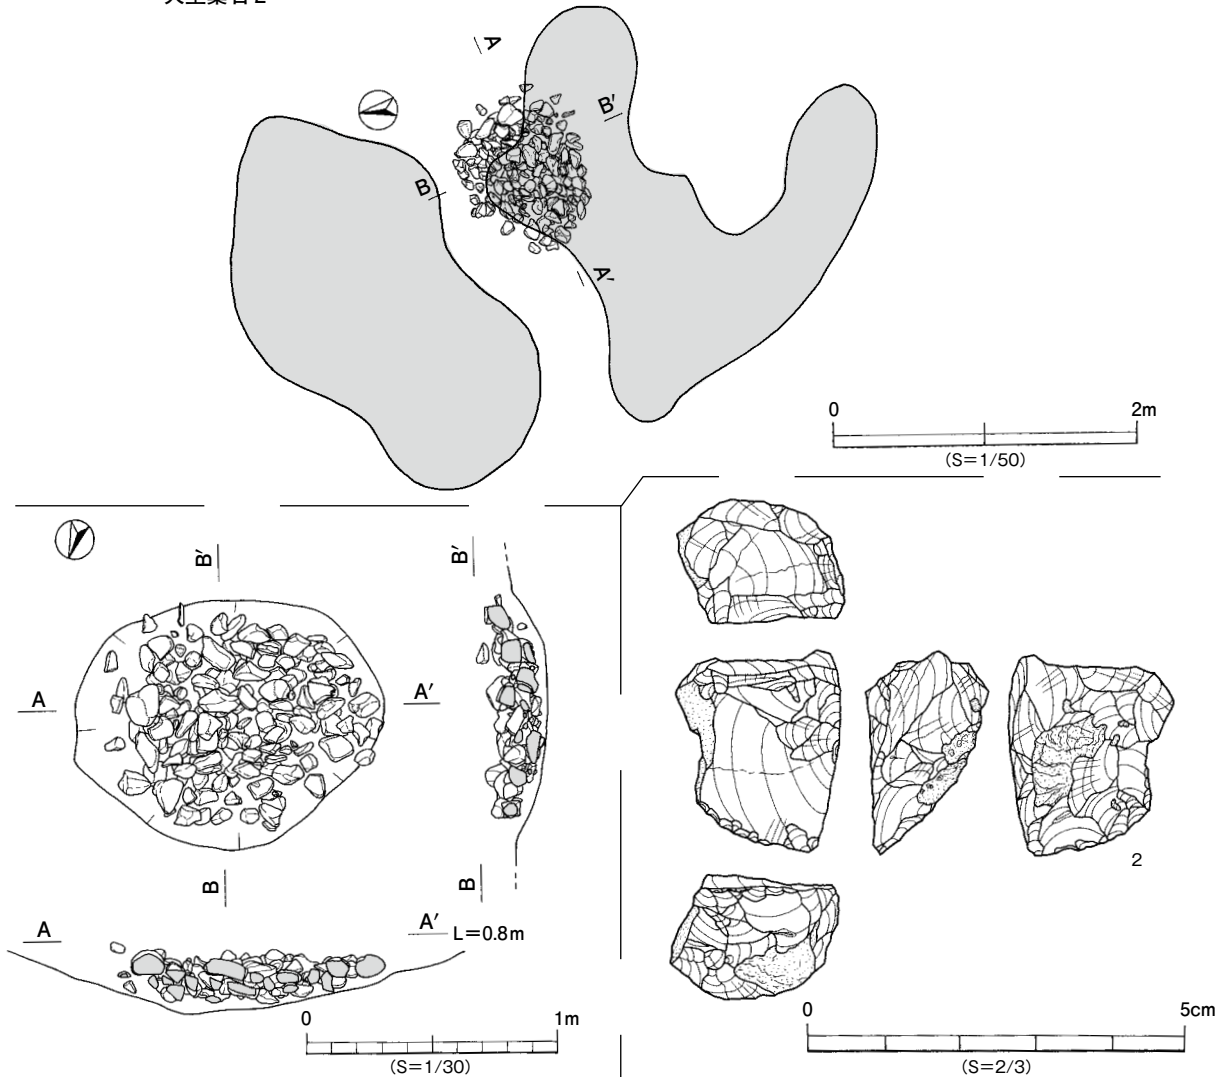 A
B′
B
A′
0 2m
(S=1/50)
B′ B′
A A′
B B
A A′ L=0.8m
0 1m
(S=1/30)
2
0 5cm
(S=2/3)